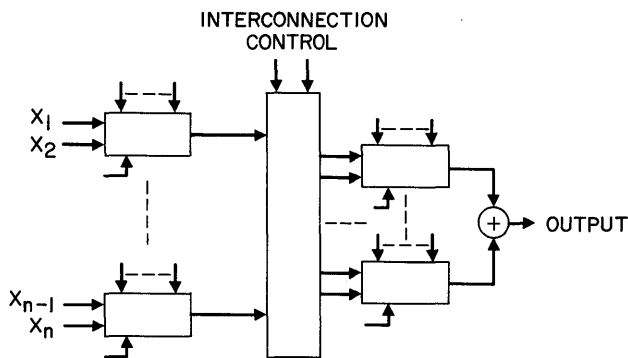 INTERCONNECTION
CONTROL
X₁
X₂
+
OUTPUT
Xₙ₋₁
Xₙ